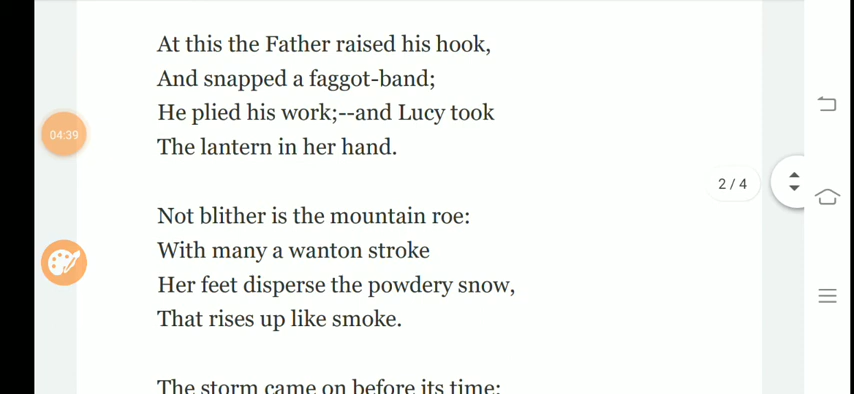 At this the Father raised his hook,
And snapped a faggot-band;
He plied his work;--and Lucy took
04:39
The lantern in her hand.
2 / 4
Not blither is the mountain roe:
With many a wanton stroke
Her feet disperse the powdery snow,
That rises up like smoke.
The storm came on before its time: